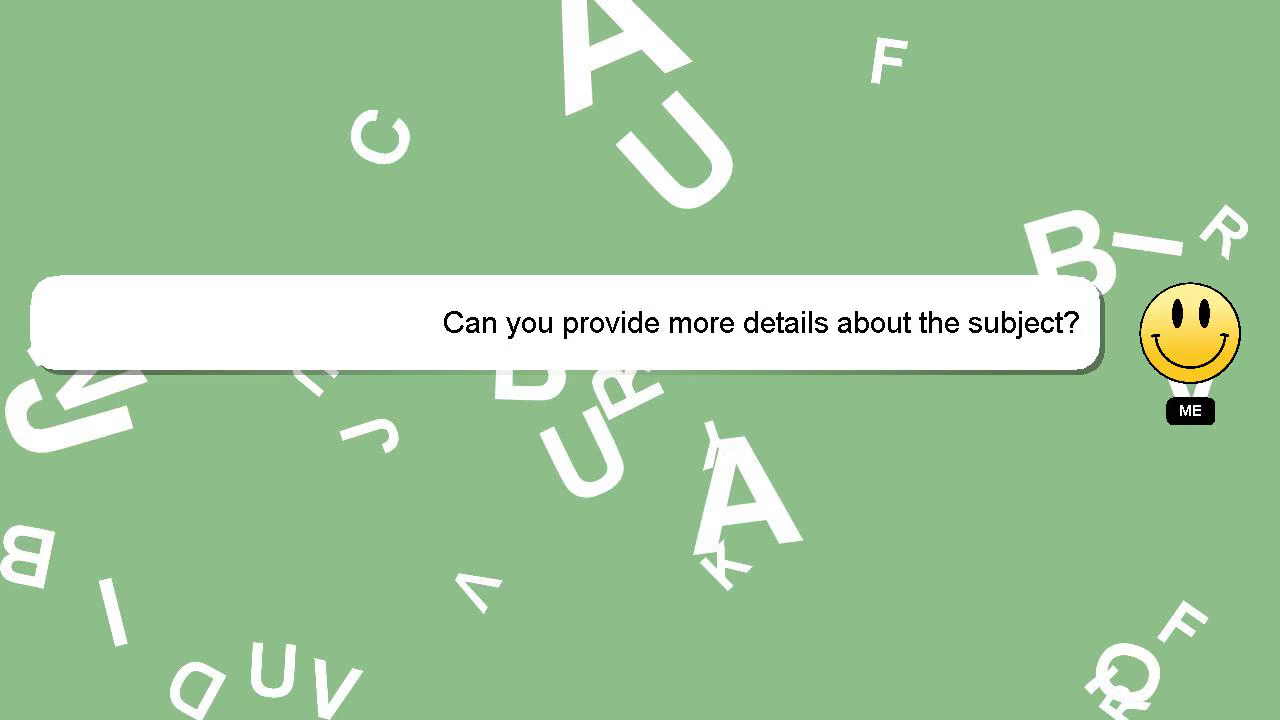 A
F
C
U
B
I
R
Can you provide more details about the subject?
ME
J
B
U
R
A
K
B
I
V
D
U
V
F
Q
R